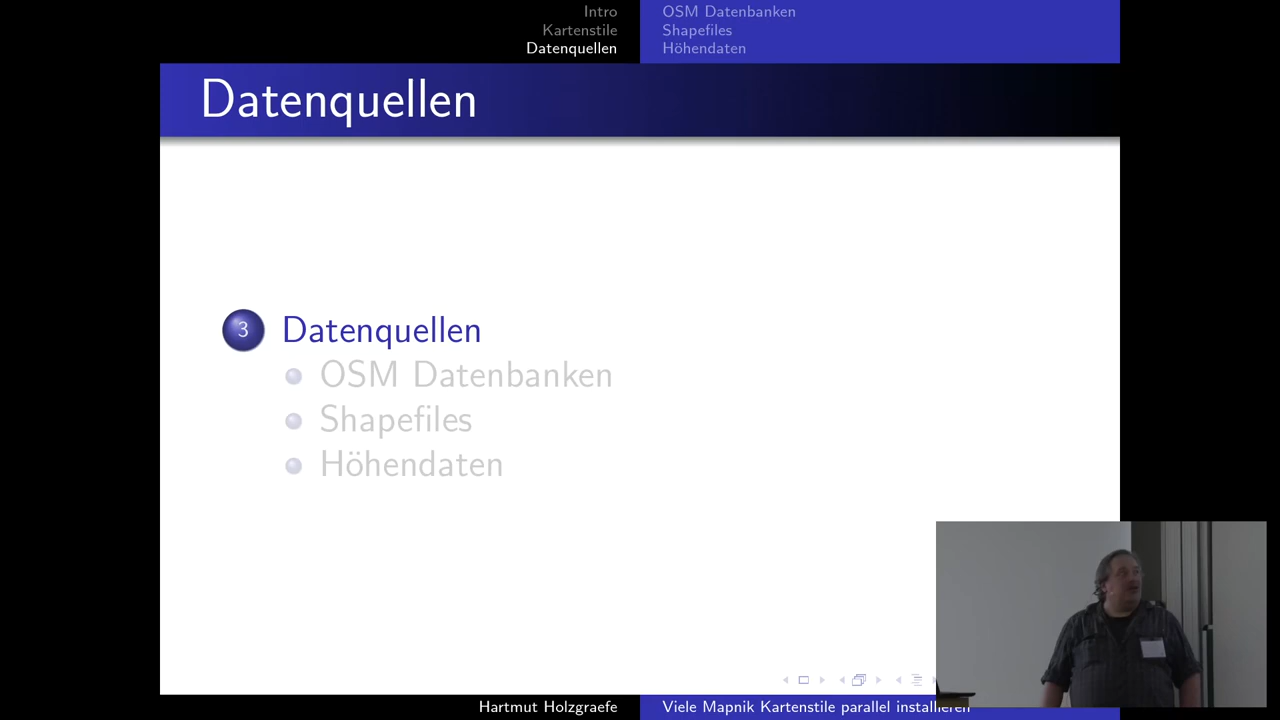 Intro
Kartenstile
Datenquellen
OSM Datenbanken
Shapefiles
Höhendaten
Datenquellen
3 Datenquellen
OSM Datenbanken
Shapefiles
Höhendaten
Hartmut Holzgraefe
Viele Mapnik Kartenstile parallel installieren